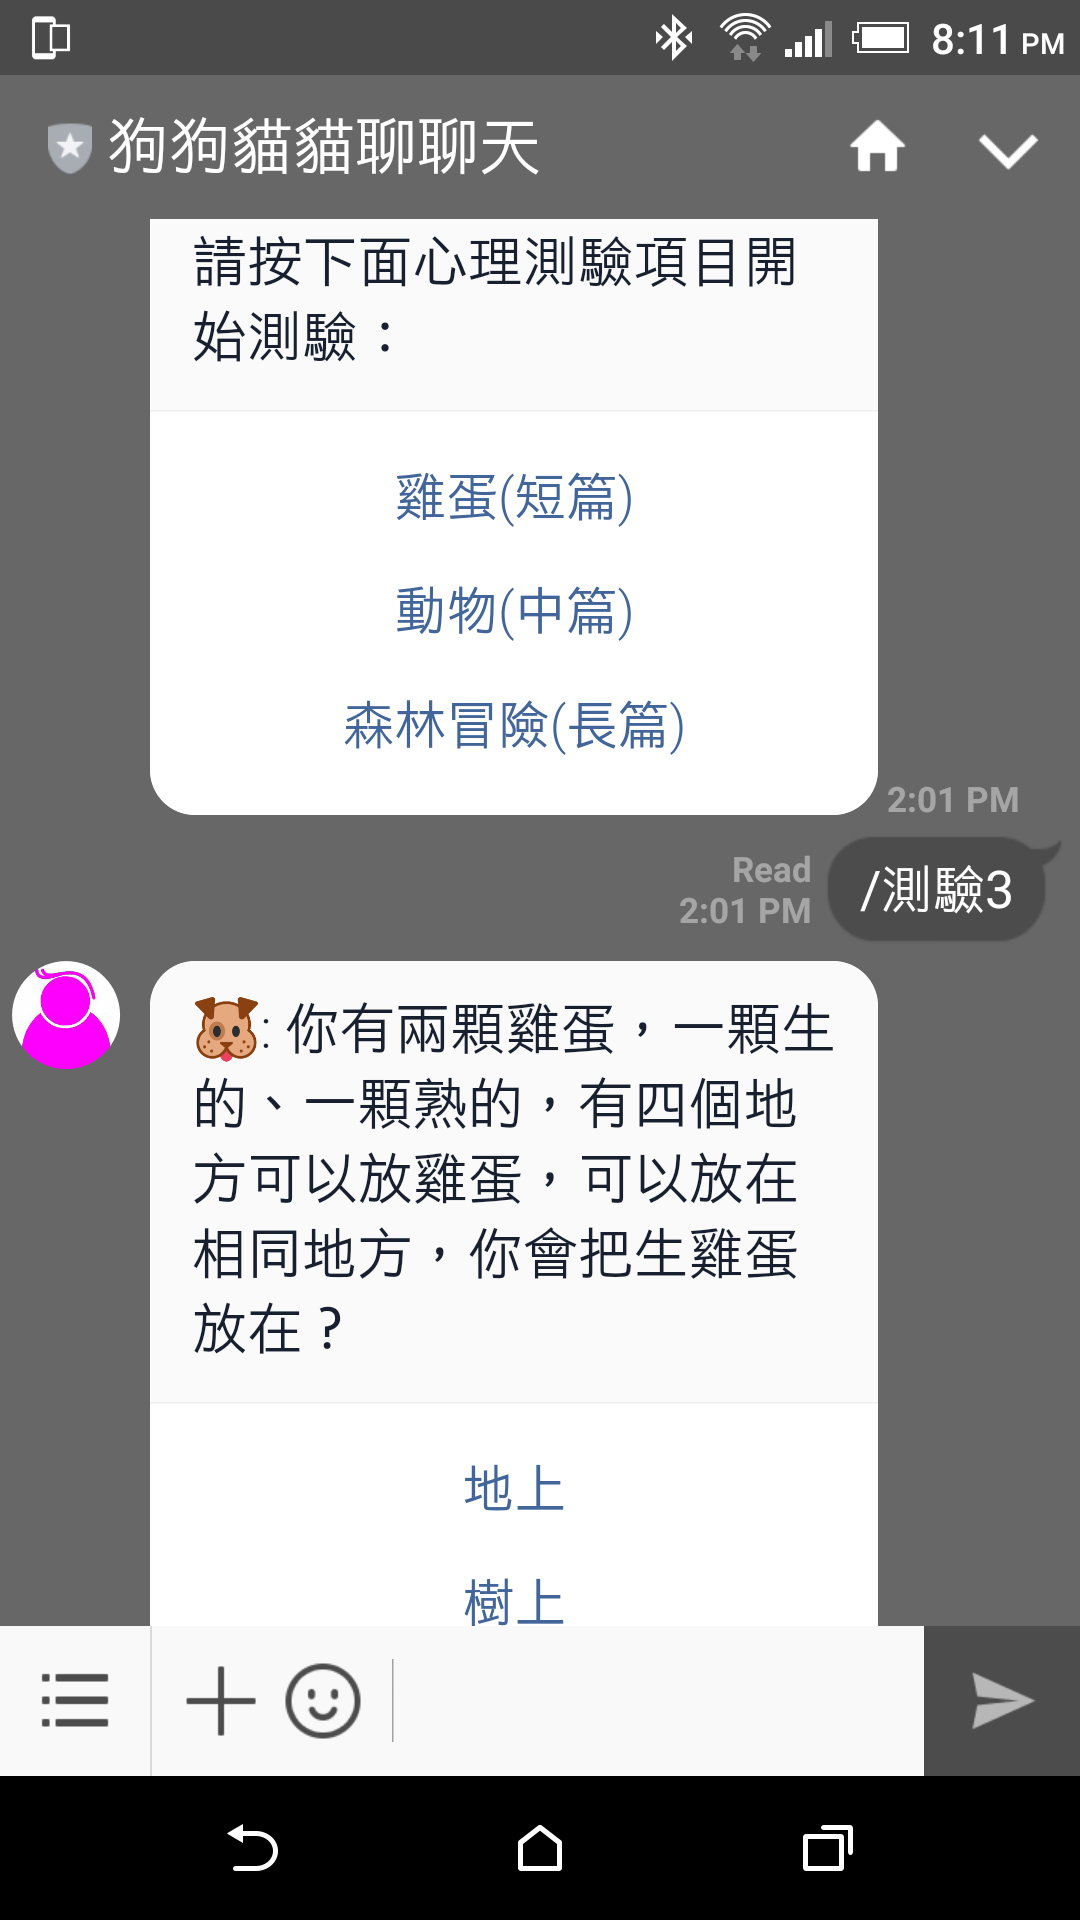 8:11 PM
狗狗貓貓聊聊天
請按下面心理測驗項目開
始測驗：
雞蛋(短篇)
動物(中篇)
森林冒險(長篇)
2:01 PM
Read
2:01 PM
/測驗3
: 你有兩顆雞蛋，一顆生
的、一顆熟的，有四個地
方可以放雞蛋，可以放在
相同地方，你會把生雞蛋
放在？
地上
樹上